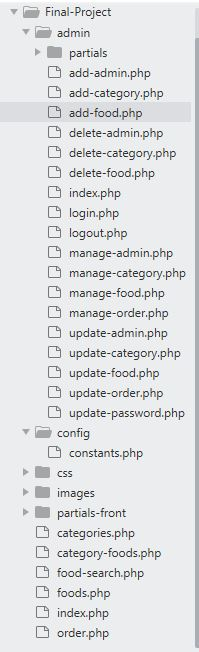 Final-Project
admin
partials
add-admin.php
add-category.php
add-food.php
delete-admin.php
delete-category.php
delete-food.php
index.php
login.php
logout.php
manage-admin.php
manage-category.php
manage-food.php
manage-order.php
update-admin.php
update-category.php
update-food.php
update-order.php
update-password.php
config
constants.php
css
images
partials-front
categories.php
category-foods.php
food-search.php
foods.php
index.php
order.php